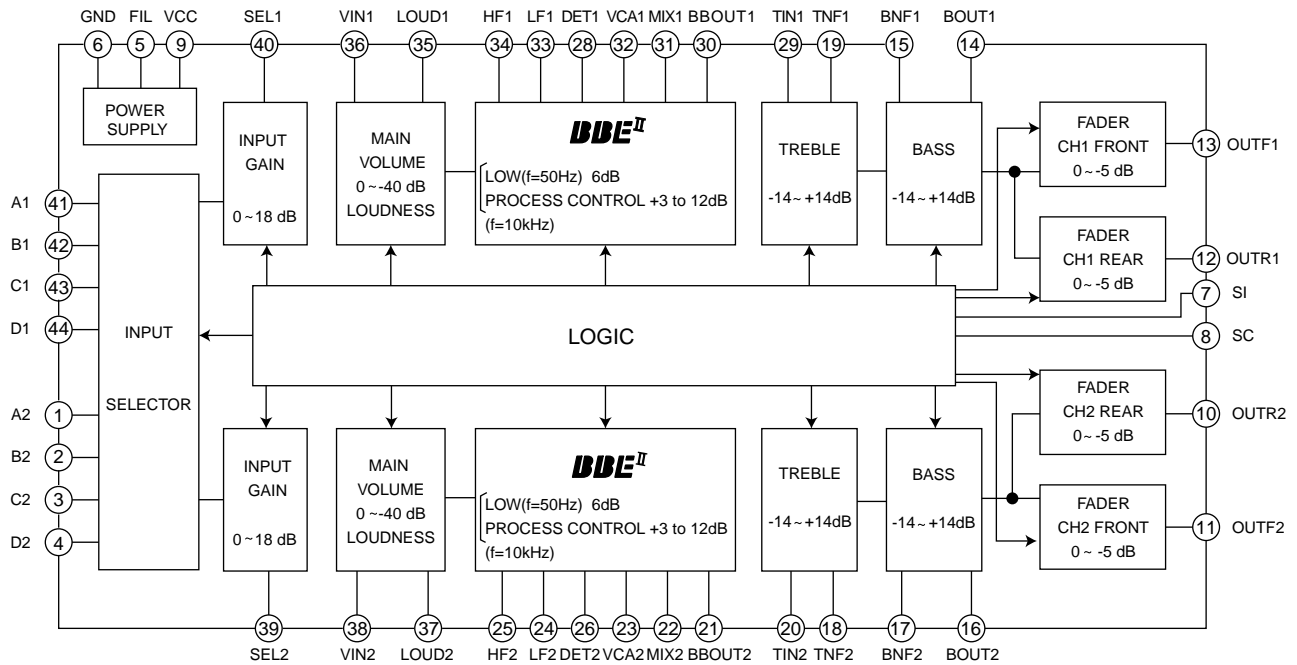 GND FIL VCC SEL1 VIN1 LOUD1 HF1 LF1 DET1 VCA1 MIX1 BBOUT1 TIN1 TNF1 BNF1 BOUT1
6 5 9 40 36 35 34 33 28 32 31 30 29 19 15 14
POWER
SUPPLY
INPUT
GAIN
0~18 dB
MAIN
VOLUME
0~-40 dB
LOUDNESS
BBE II
LOW(f=50Hz) 6dB
PROCESS CONTROL +3 to 12dB
(f=10kHz)
TREBLE
-14~+14dB
BASS
-14~+14dB
FADER
CH1 FRONT
0~-5 dB
13 OUTF1
FADER
CH1 REAR
0~-5 dB
12 OUTR1
A1 41
B1 42
C1 43
D1 44
A2 1
B2 2
C2 3
D2 4
INPUT
SELECTOR
LOGIC
7 SI
8 SC
INPUT
GAIN
0~18 dB
MAIN
VOLUME
0~-40 dB
LOUDNESS
BBE II
LOW(f=50Hz) 6dB
PROCESS CONTROL +3 to 12dB
(f=10kHz)
TREBLE
-14~+14dB
BASS
-14~+14dB
FADER
CH2 REAR
0~-5 dB
10 OUTR2
FADER
CH2 FRONT
0~-5 dB
11 OUTF2
39 38 37 25 24 26 23 22 21 20 18 17 16
SEL2 VIN2 LOUD2 HF2 LF2 DET2 VCA2 MIX2 BBOUT2 TIN2 TNF2 BNF2 BOUT2